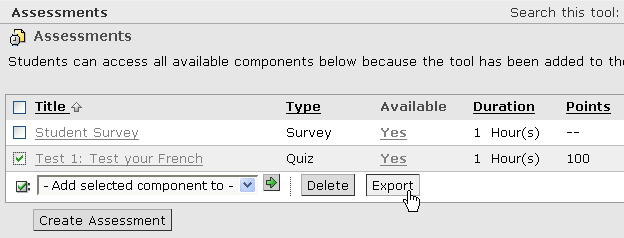 Assessments Search this tool:
Assessments
Students can access all available components below because the tool has been added to the
Title Type Available Duration Points
Student Survey Survey Yes 1 Hour(s) --
Test 1: Test your French Quiz Yes 1 Hour(s) 100
: - Add selected component to - Delete Export
Create Assessment